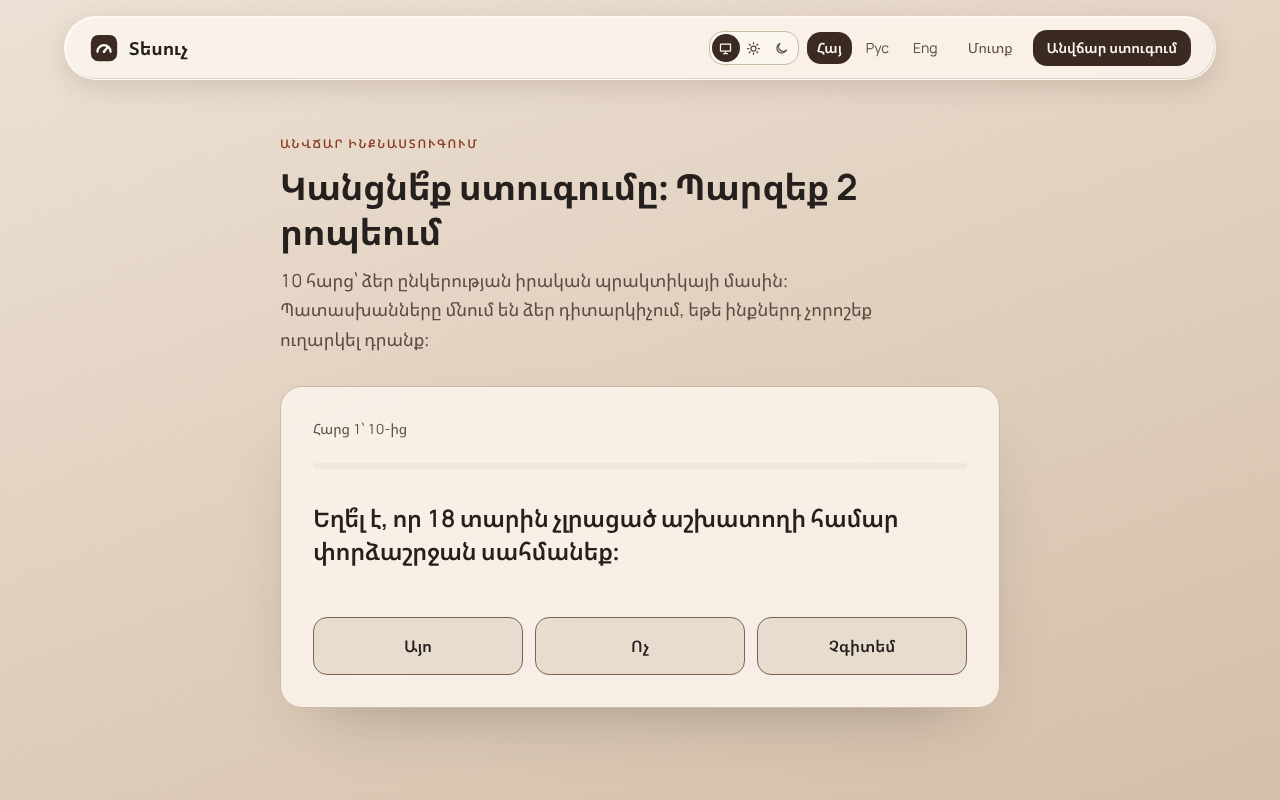 Տեսուչ
Հայ
Рус
Eng
Մուտք
Անվճար ստուգում
ԱՆՎՃԱՐ ԻՆՔՆԱՍՏՈՒԳՈՒՄ
Կանցնե՞ք ստուգումը։ Պարզեք 2
րոպեում
10 հարց՝ ձեր ընկերության իրական պրակտիկայի մասին։
Պատասխանները մնում են ձեր դիտարկիչում, եթե ինքներդ չորոշեք
ուղարկել դրանք։
Հարց 1՝ 10-ից
Եղե՞լ է, որ 18 տարին չլրացած աշխատողի համար
փորձաշրջան սահմանեք։
Այո
Ոչ
Չգիտեմ